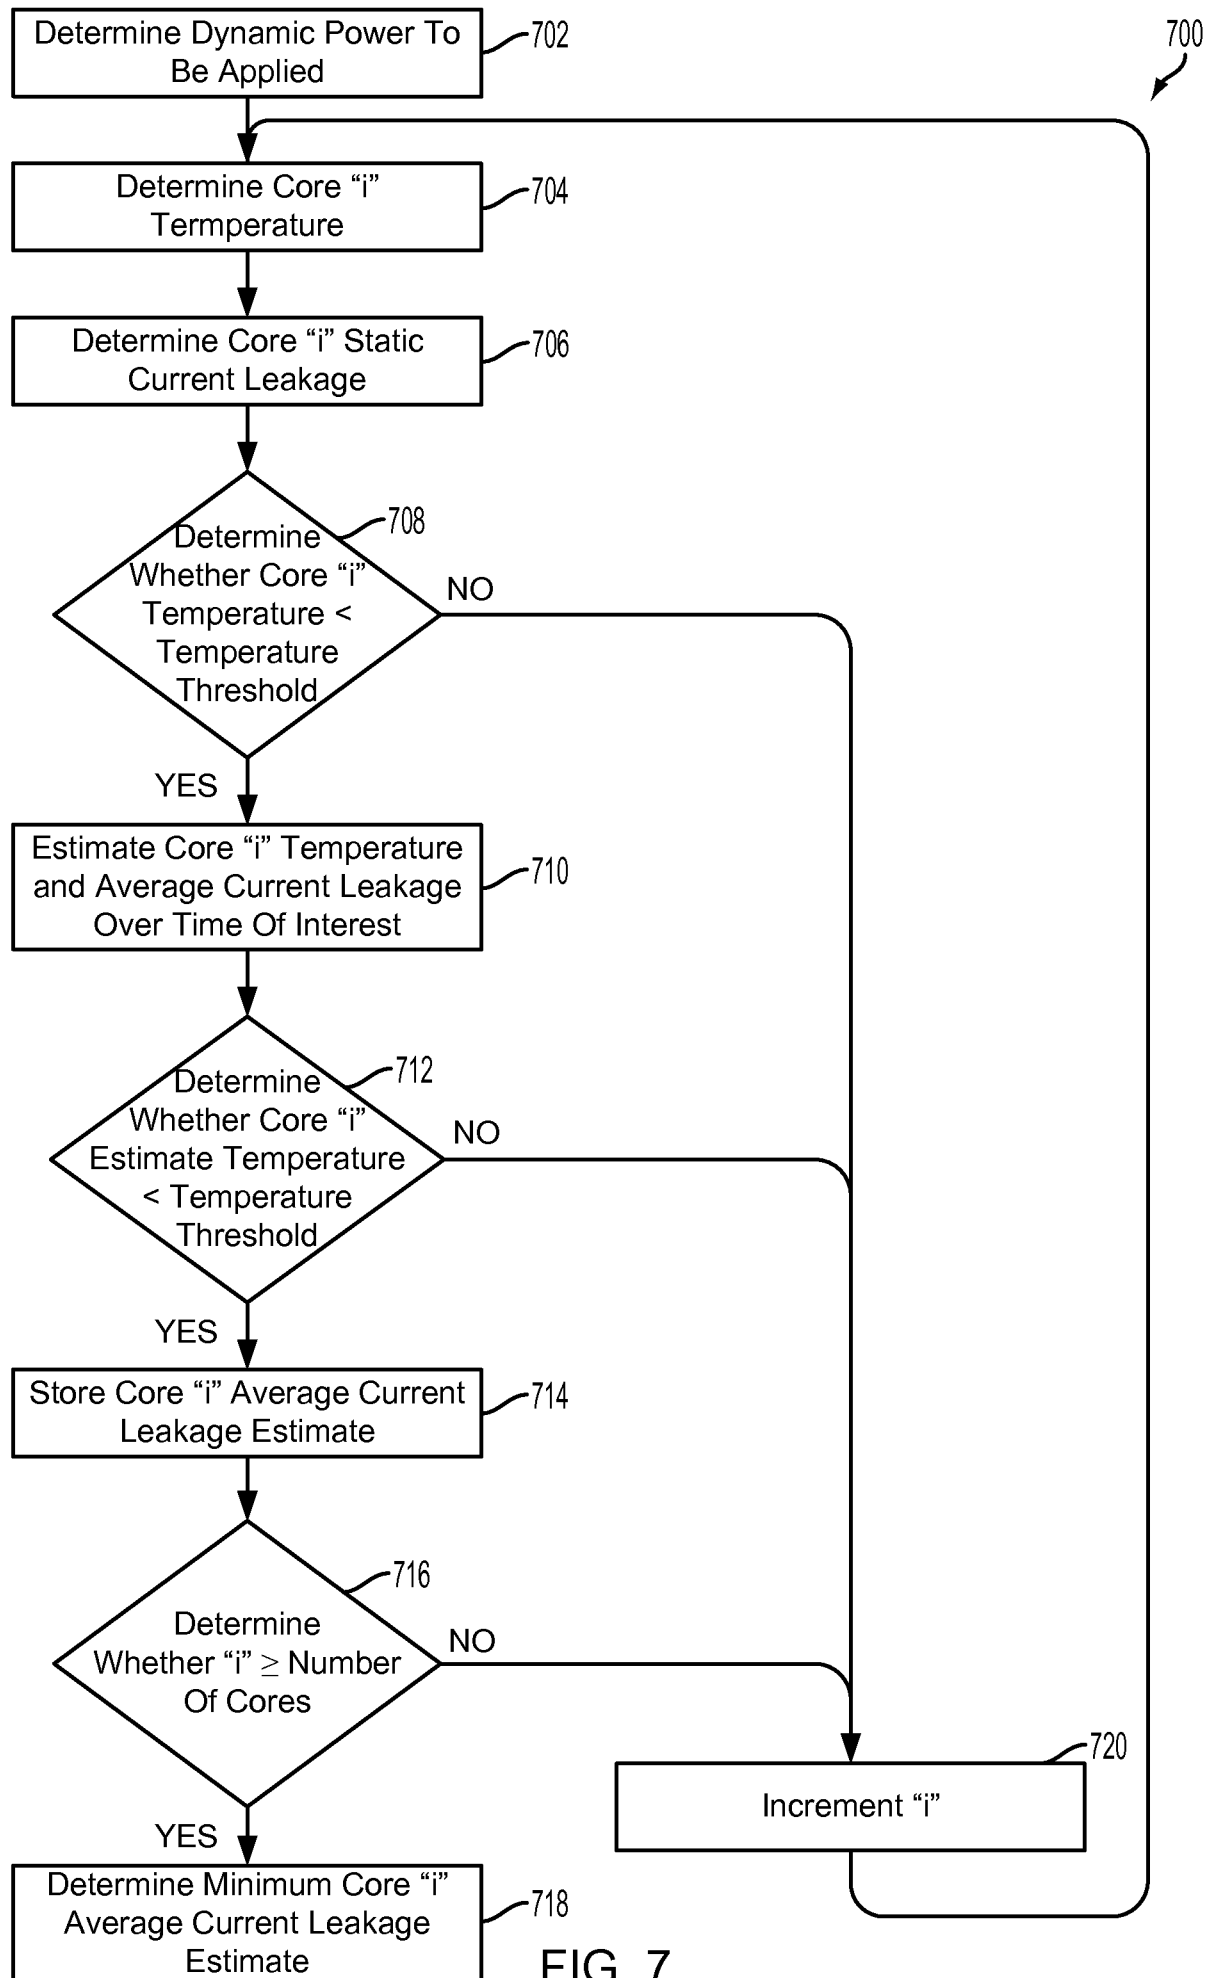 Determine Dynamic Power To
Be Applied
702
700
Determine Core “i”
Termperature
704
Determine Core “i” Static
Current Leakage
706
Determine
Whether Core “i”
Temperature <
Temperature
Threshold
708
NO
YES
Estimate Core “i” Temperature
and Average Current Leakage
Over Time Of Interest
710
Determine
Whether Core “i”
Estimate Temperature
< Temperature
Threshold
712
NO
YES
Store Core “i” Average Current
Leakage Estimate
714
Determine
Whether “i” ≥ Number
Of Cores
716
NO
YES
Increment “i”
720
Determine Minimum Core “i”
Average Current Leakage
Estimate
718
FIG. 7